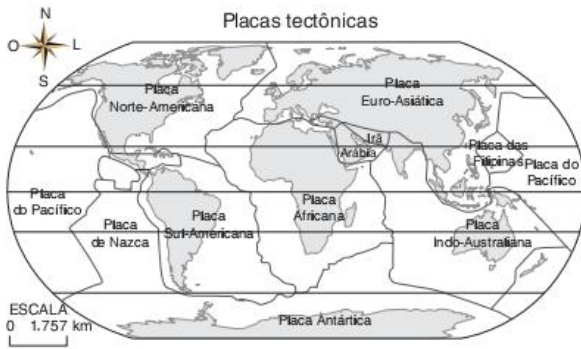 Placas tectônicas
N
O
L
S
Placa
Norte-Americana
Placa
Euro-Asiática
Irã
Arábia
Placa das
Filipinas
Placa do
Pacífico
Placa
do Pacífico
Placa
de Nazca
Placa
Sul-Americana
Placa
Africana
Placa
Indo-Australiana
Placa Antártica
ESCALA
0 1.757 km